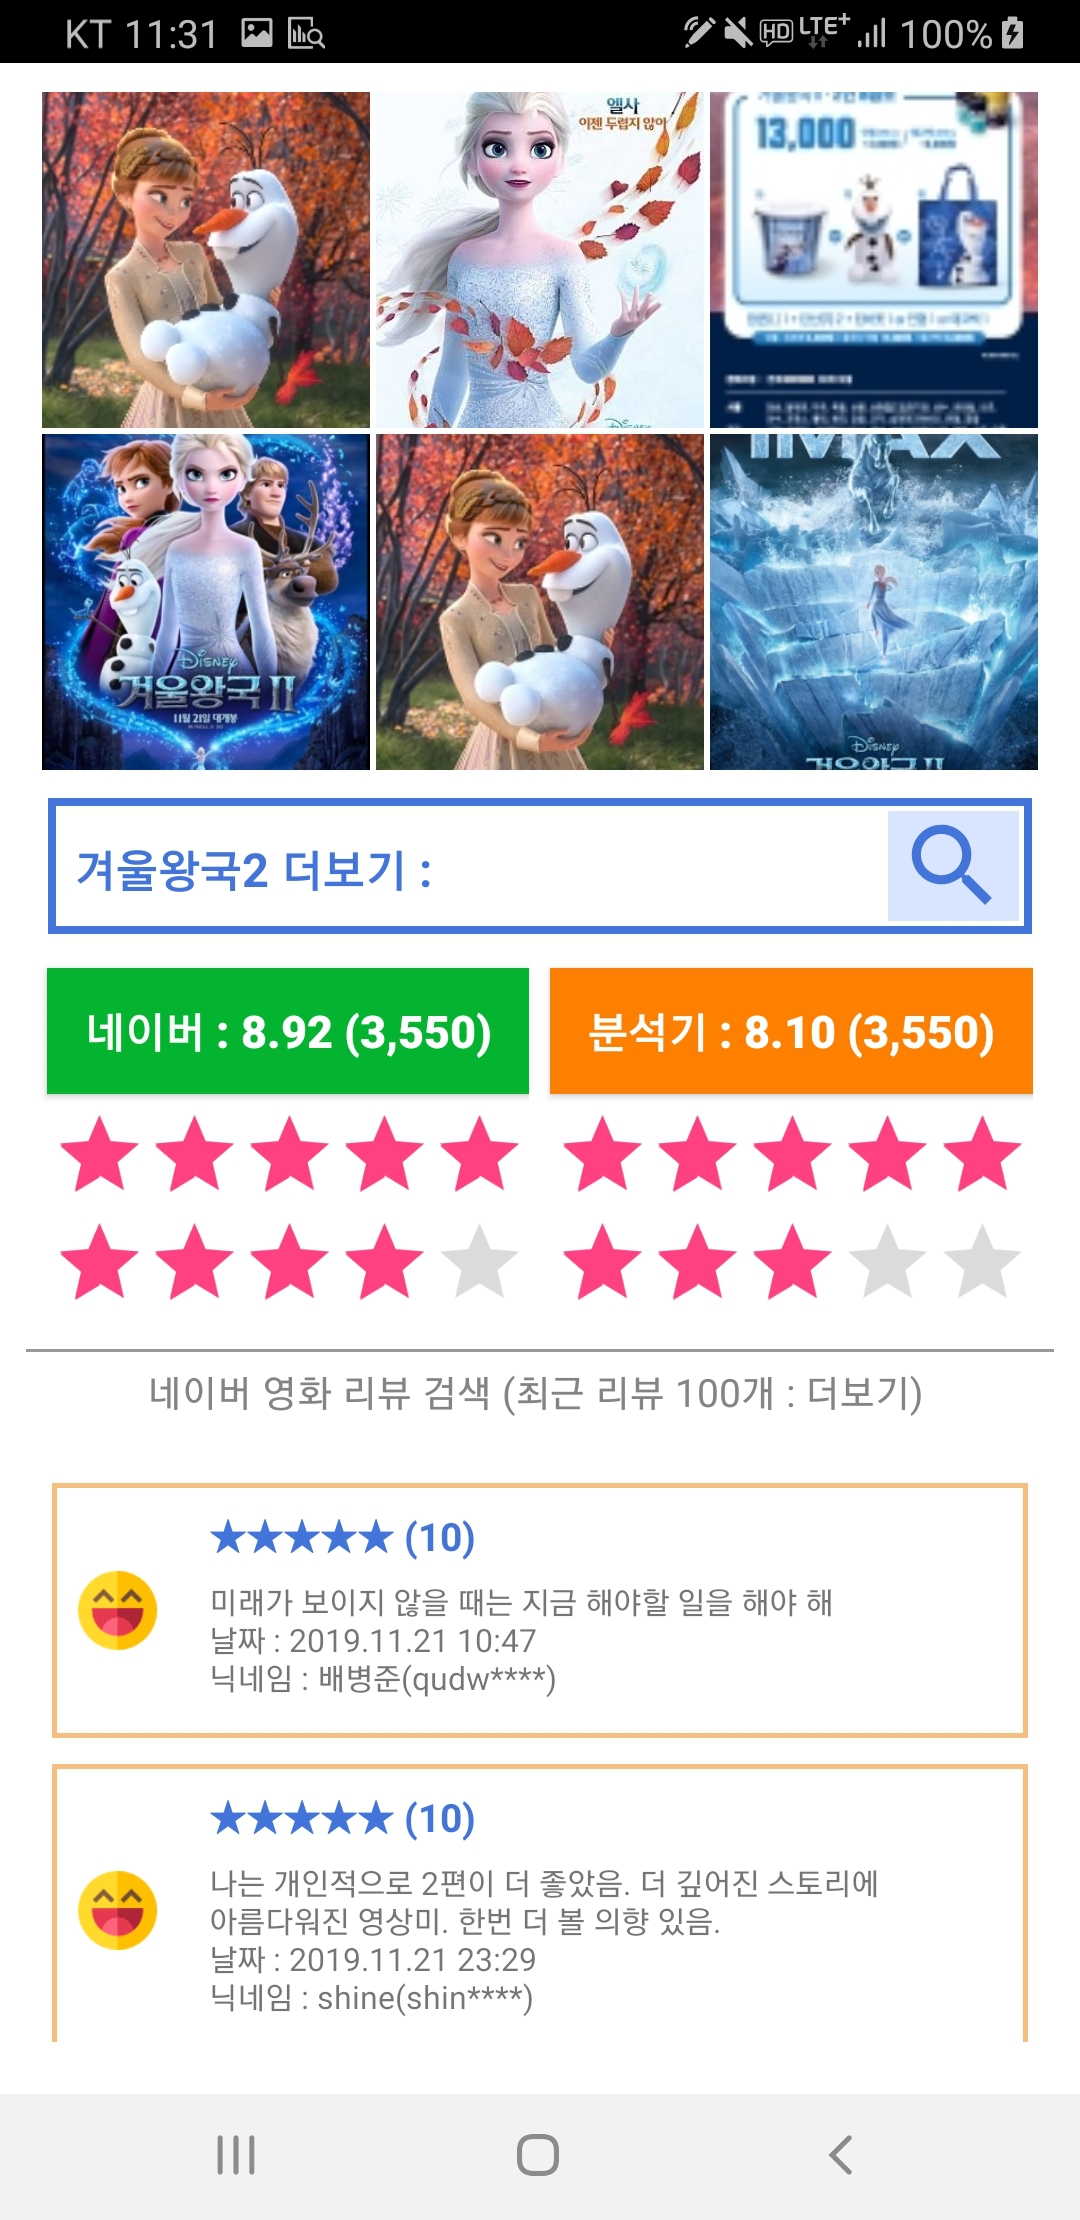 KT 11:31
HD LTE+ 100%
엘사
이젠 두렵지 않아
13,000
DISNEY
겨울왕국 II
11월 21일 대개봉
IMAX
DISNEY
겨울왕국 II
겨울왕국2 더보기 :
네이버 : 8.92 (3,550)
분석기 : 8.10 (3,550)
네이버 영화 리뷰 검색 (최근 리뷰 100개 : 더보기)
★★★★★ (10)
미래가 보이지 않을 때는 지금 해야할 일을 해야 해
날짜 : 2019.11.21 10:47
닉네임 : 배병준(qudw****)
★★★★★ (10)
나는 개인적으로 2편이 더 좋았음. 더 깊어진 스토리에
아름다워진 영상미. 한번 더 볼 의향 있음.
날짜 : 2019.11.21 23:29
닉네임 : shine(shin****)